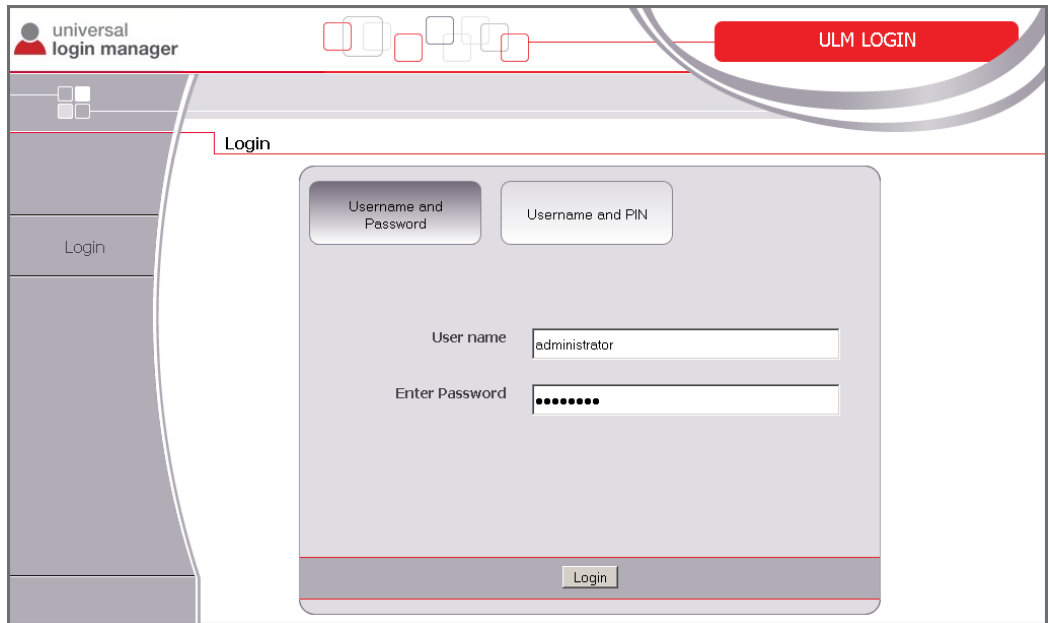 universal
login manager
ULM LOGIN
Login
Login
Username and
Password
Username and PIN
User name
administrator
Enter Password
••••••••
Login